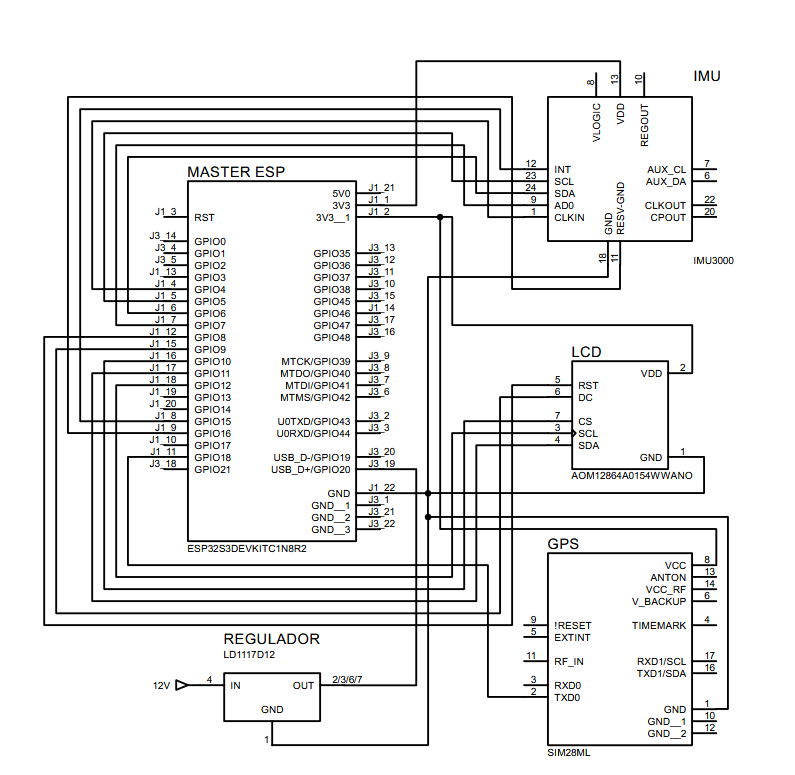 IMU
8
13
10
VLOGIC
VDD
REGOUT
12 INT AUX_CL 7
23 SCL AUX_DA 6
24 SDA
9 AD0 CLKOUT 22
1 CLKIN CPOUT 20
GND
RESV-GND
18
11
IMU3000
MASTER ESP
5V0 J1_21
3V3 J1_1
J1_3 RST 3V3__1 J1_2
J3_14 GPIO0
J3_4 GPIO1 GPIO35 J3_13
J3_5 GPIO2 GPIO36 J3_12
J1_13 GPIO3 GPIO37 J3_11
J1_4 GPIO4 GPIO38 J3_10
J1_5 GPIO5 GPIO45 J3_15
J1_6 GPIO6 GPIO46 J1_14
J1_7 GPIO7 GPIO47 J3_17
J1_12 GPIO8 GPIO48 J3_16
J1_15 GPIO9
J1_16 GPIO10 MTCK/GPIO39 J3_9
J1_17 GPIO11 MTDO/GPIO40 J3_8
J1_18 GPIO12 MTDI/GPIO41 J3_7
J1_19 GPIO13 MTMS/GPIO42 J3_6
J1_20 GPIO14
J1_8 GPIO15 U0TXD/GPIO43 J3_2
J1_9 GPIO16 U0RXD/GPIO44 J3_3
J1_10 GPIO17
J1_11 GPIO18 USB_D-/GPIO19 J3_20
J3_18 GPIO21 USB_D+/GPIO20 J3_19
GND J1_22
GND__1 J3_1
GND__2 J3_21
GND__3 J3_22
ESP32S3DEVKITC1N8R2
LCD
VDD 2
5 RST
6 DC
7 CS
3 SCL
4 SDA
GND 1
AOM12864A0154WWANO
GPS
VCC 8
ANTON 13
VCC_RF 14
V_BACKUP 6
9 !RESET TIMEMARK 4
5 EXTINT
11 RF_IN RXD1/SCL 17
TXD1/SDA 16
3 RXD0
2 TXD0
GND 1
GND__1 10
GND__2 12
SIM28ML
REGULADOR
LD1117D12
12V 4 IN OUT 2/3/6/7
GND
1